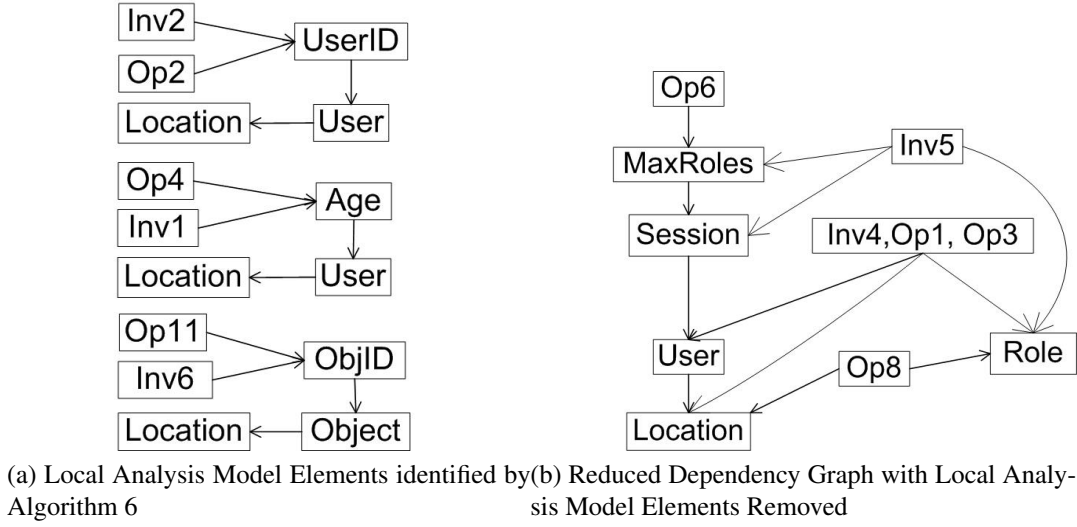 Inv2
UserID
Op2
Location
User
Op4
Age
Inv1
Location
User
Op11
ObjID
Inv6
Location
Object
(a) Local Analysis Model Elements identified by
Algorithm 6
Op6
MaxRoles
Inv5
Session
Inv4,Op1, Op3
User
Op8
Role
Location
(b) Reduced Dependency Graph with Local Analy-
sis Model Elements Removed